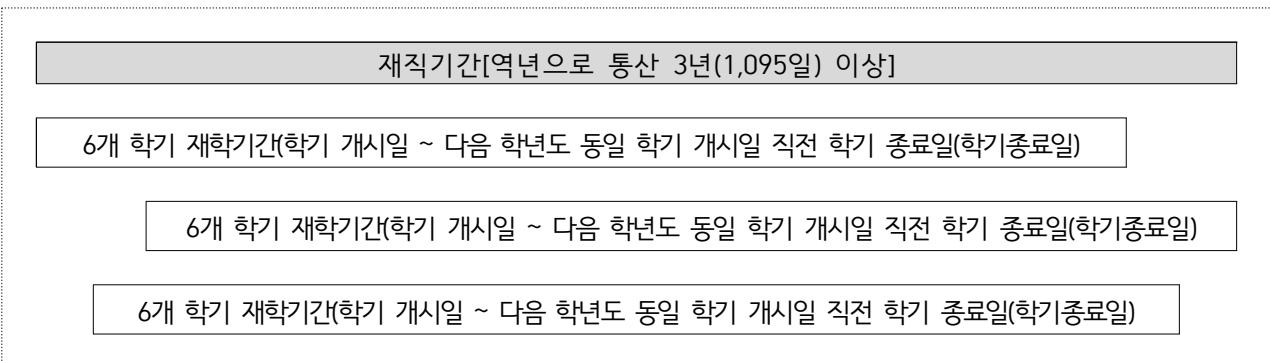 재직기간[역년으로 통산 3년(1,095일) 이상]
6개 학기 재학기간(학기 개시일 ~ 다음 학년도 동일 학기 개시일 직전 학기 종료일(학기종료일)
6개 학기 재학기간(학기 개시일 ~ 다음 학년도 동일 학기 개시일 직전 학기 종료일(학기종료일)
6개 학기 재학기간(학기 개시일 ~ 다음 학년도 동일 학기 개시일 직전 학기 종료일(학기종료일)